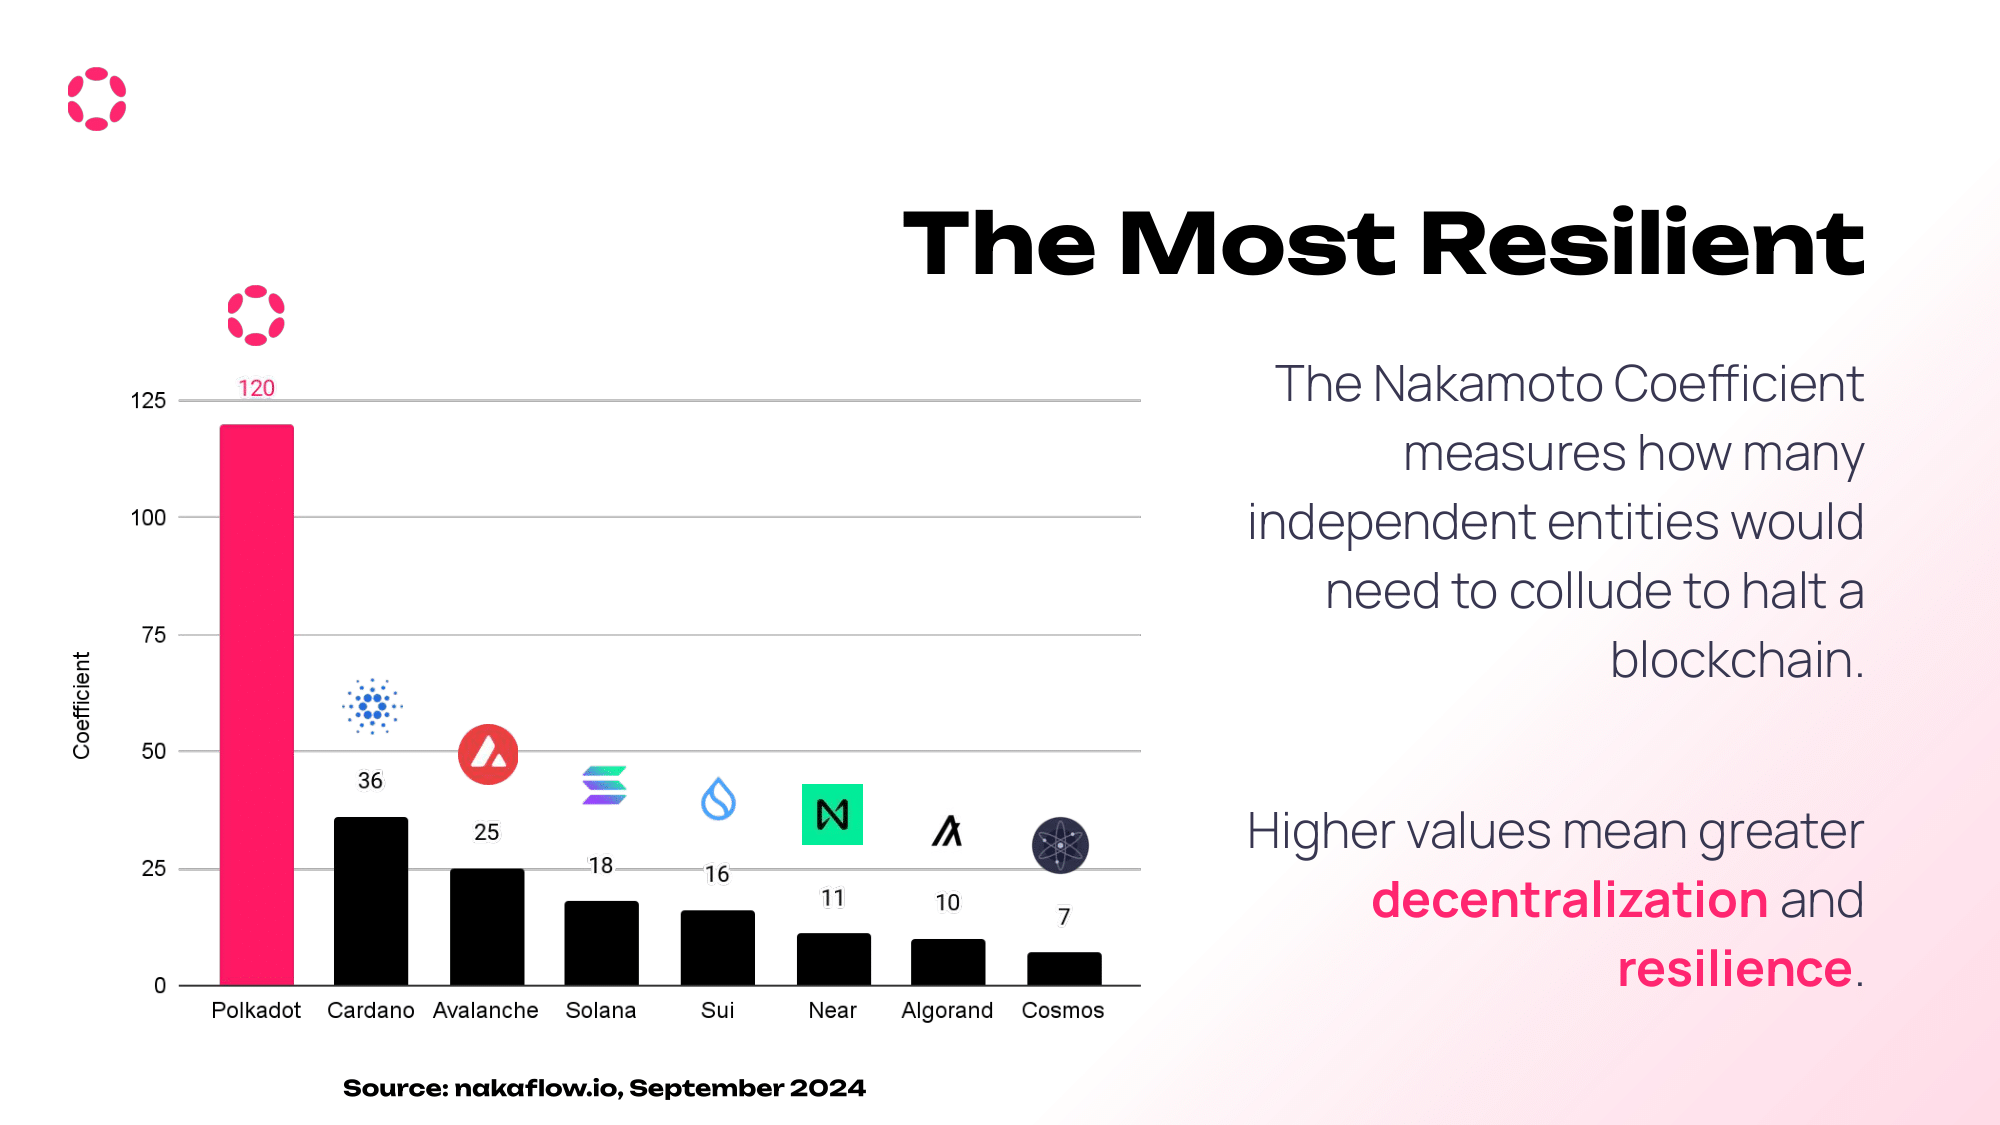 The Most Resilient
120
125
100
75
50
25
0
Coefficient
36
25
18
16
11
10
7
Polkadot Cardano Avalanche Solana Sui Near Algorand Cosmos
Source: nakaflow.io, September 2024
The Nakamoto Coefficient
measures how many
independent entities would
need to collude to halt a
blockchain.
Higher values mean greater
decentralization and
resilience.